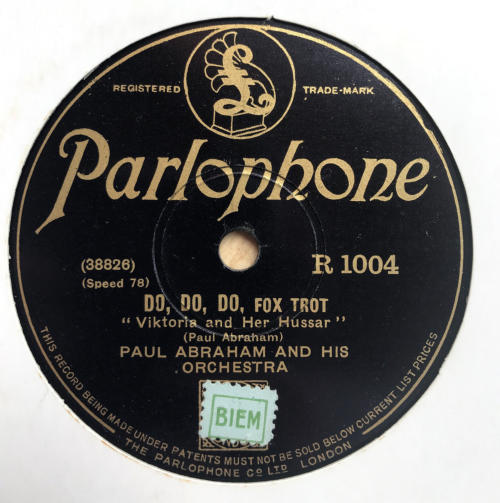 REGISTERED TRADE-MARK
Parlophone
(38826) R 1004
(Speed 78)
DO, DO, DO, FOX TROT
"Viktoria and Her Hussar"
(Paul Abraham)
PAUL ABRAHAM AND HIS
ORCHESTRA
BIEM
THIS RECORD BEING MADE UNDER PATENTS MUST NOT BE SOLD BELOW CURRENT LIST PRICES
THE PARLOPHONE CO LTD LONDON